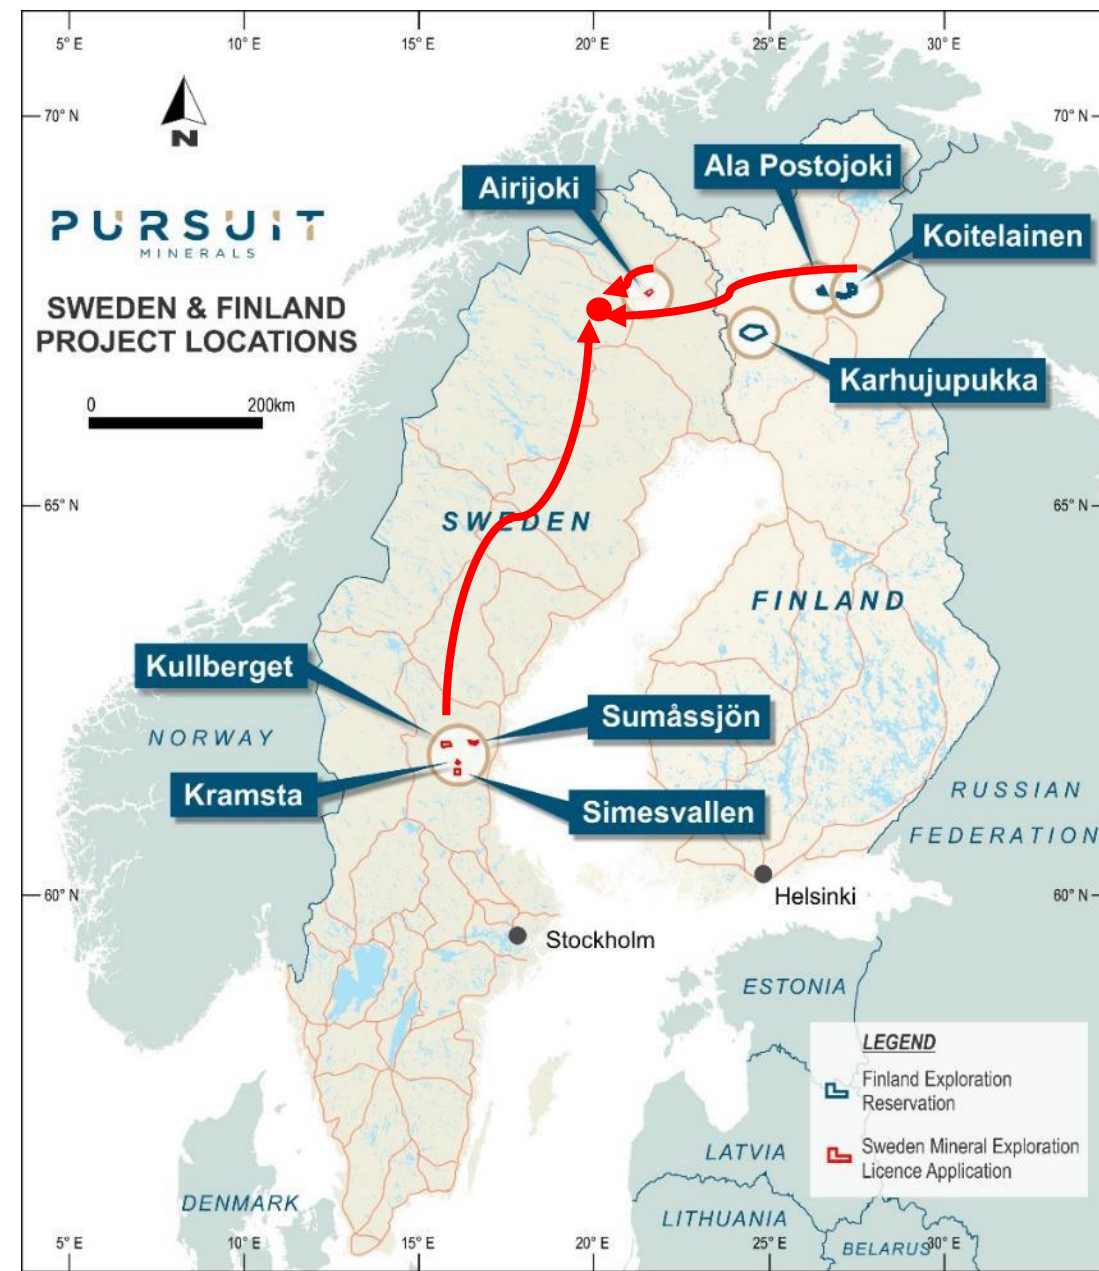 5° E 10° E 15° E 20° E 25° E 30° E
70° N 70° N
N
PURSUIT
MINERALS
SWEDEN & FINLAND
PROJECT LOCATIONS
0 200km
Airijoki
Ala Postojoki
Koitelainen
Karhujupukka
65° N 65° N
SWEDEN
FINLAND
Kullberget
Sumåssjön
NORWAY
Kramsta
Simesvallen
RUSSIAN
FEDERATION
60° N 60° N
Helsinki
Stockholm
ESTONIA
LEGEND
Finland Exploration
Reservation
Sweden Mineral Exploration
Licence Application
LATVIA
DENMARK
LITHUANIA
BELARUS
5° E 10° E 15° E 20° E 25° E 30° E